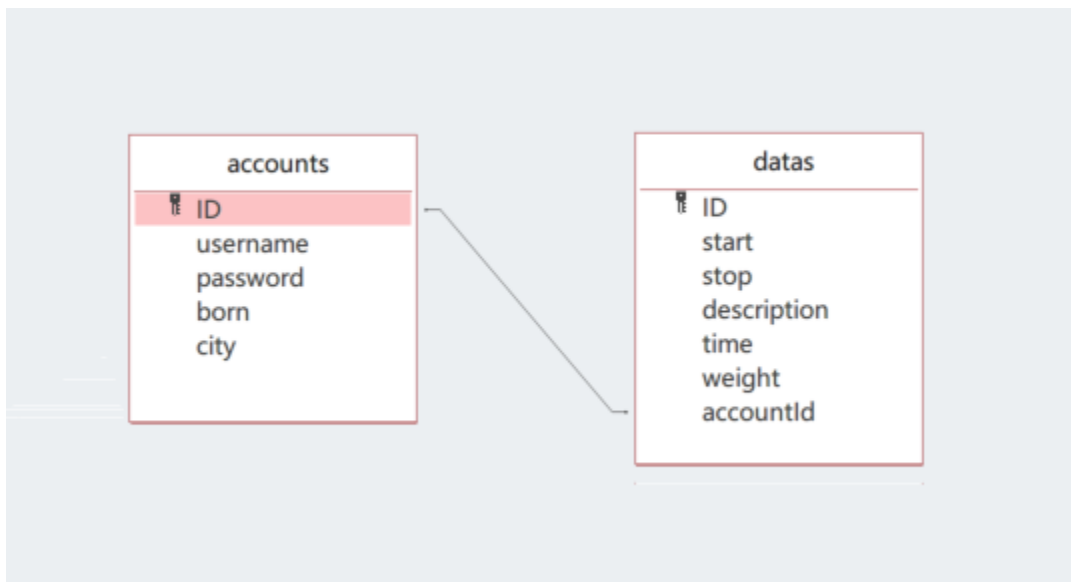 accounts
ID
username
password
born
city
datas
ID
start
stop
description
time
weight
accountId